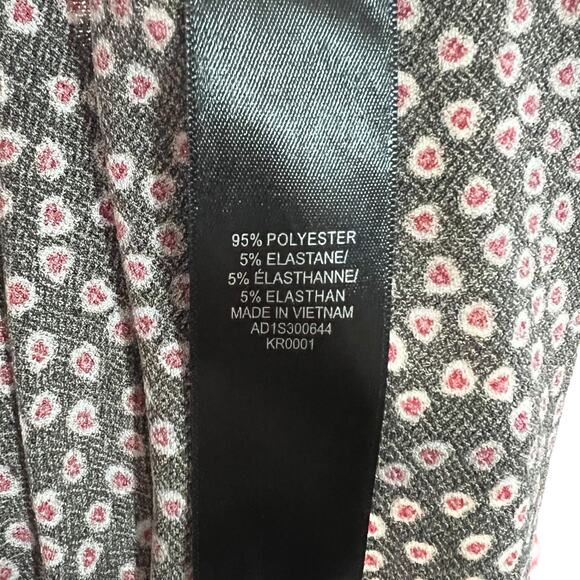 95% POLYESTER
5% ELASTANE/
5% ÉLASTHANNE/
5% ELASTHAN
MADE IN VIETNAM
AD1S300644
KR0001